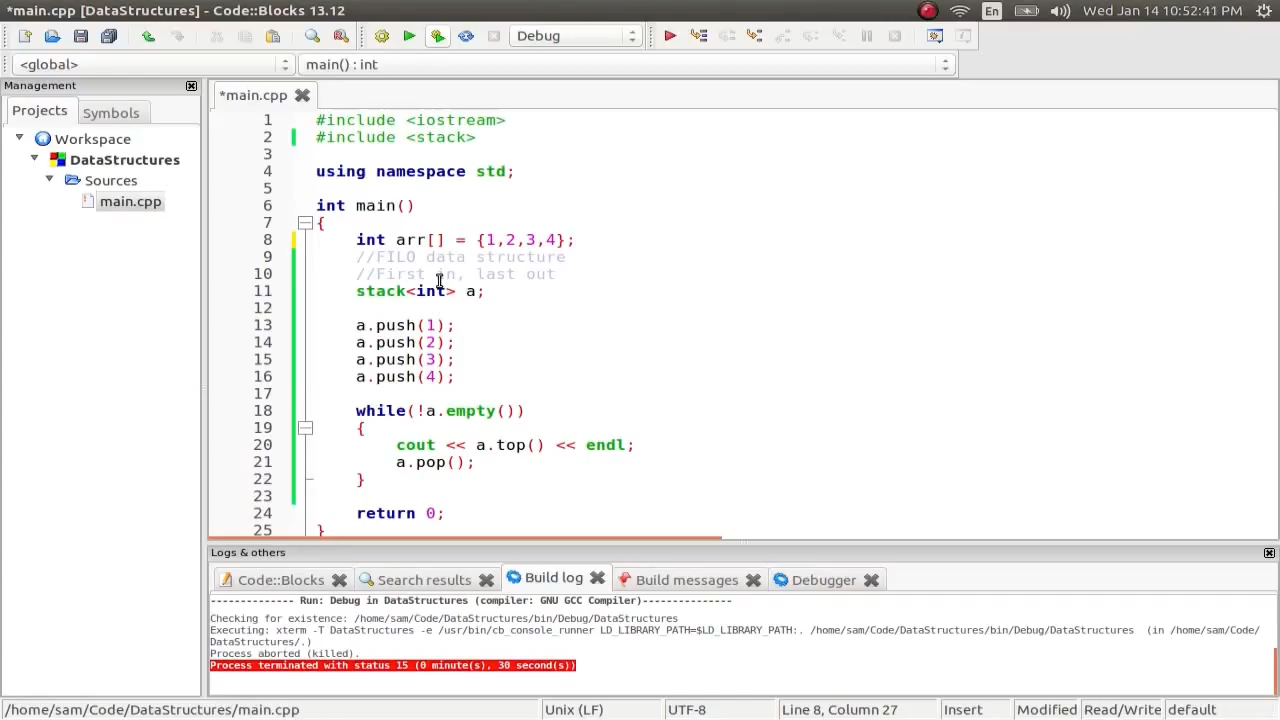 *main.cpp [DataStructures] - Code::Blocks 13.12
En
Wed Jan 14 10:52:41 PM
Debug
<global>
main() : int
Management
Projects
Symbols
Workspace
DataStructures
Sources
main.cpp
*main.cpp
1 #include <iostream>
2 #include <stack>
3
4 using namespace std;
5
6 int main()
7 {
8 int arr[] = {1,2,3,4};
9 //FILO data structure
10 //First in, last out
11 stack<int> a;
12
13 a.push(1);
14 a.push(2);
15 a.push(3);
16 a.push(4);
17
18 while(!a.empty())
19 {
20 cout << a.top() << endl;
21 a.pop();
22 }
23
24 return 0;
25 }
Logs & others
Code::Blocks
Search results
Build log
Build messages
Debugger
-------------- Run: Debug in DataStructures (compiler: GNU GCC Compiler)---------------
Checking for existence: /home/sam/Code/DataStructures/bin/Debug/DataStructures
Executing: xterm -T DataStructures -e /usr/bin/cb_console_runner LD_LIBRARY_PATH=$LD_LIBRARY_PATH:. /home/sam/Code/DataStructures/bin/Debug/DataStructures (in /home/sam/Code/
DataStructures/.)
Process aborted (killed).
Process terminated with status 15 (0 minute(s), 30 second(s))
/home/sam/Code/DataStructures/main.cpp
Unix (LF)
UTF-8
Line 8, Column 27
Insert
Modified
Read/Write
default